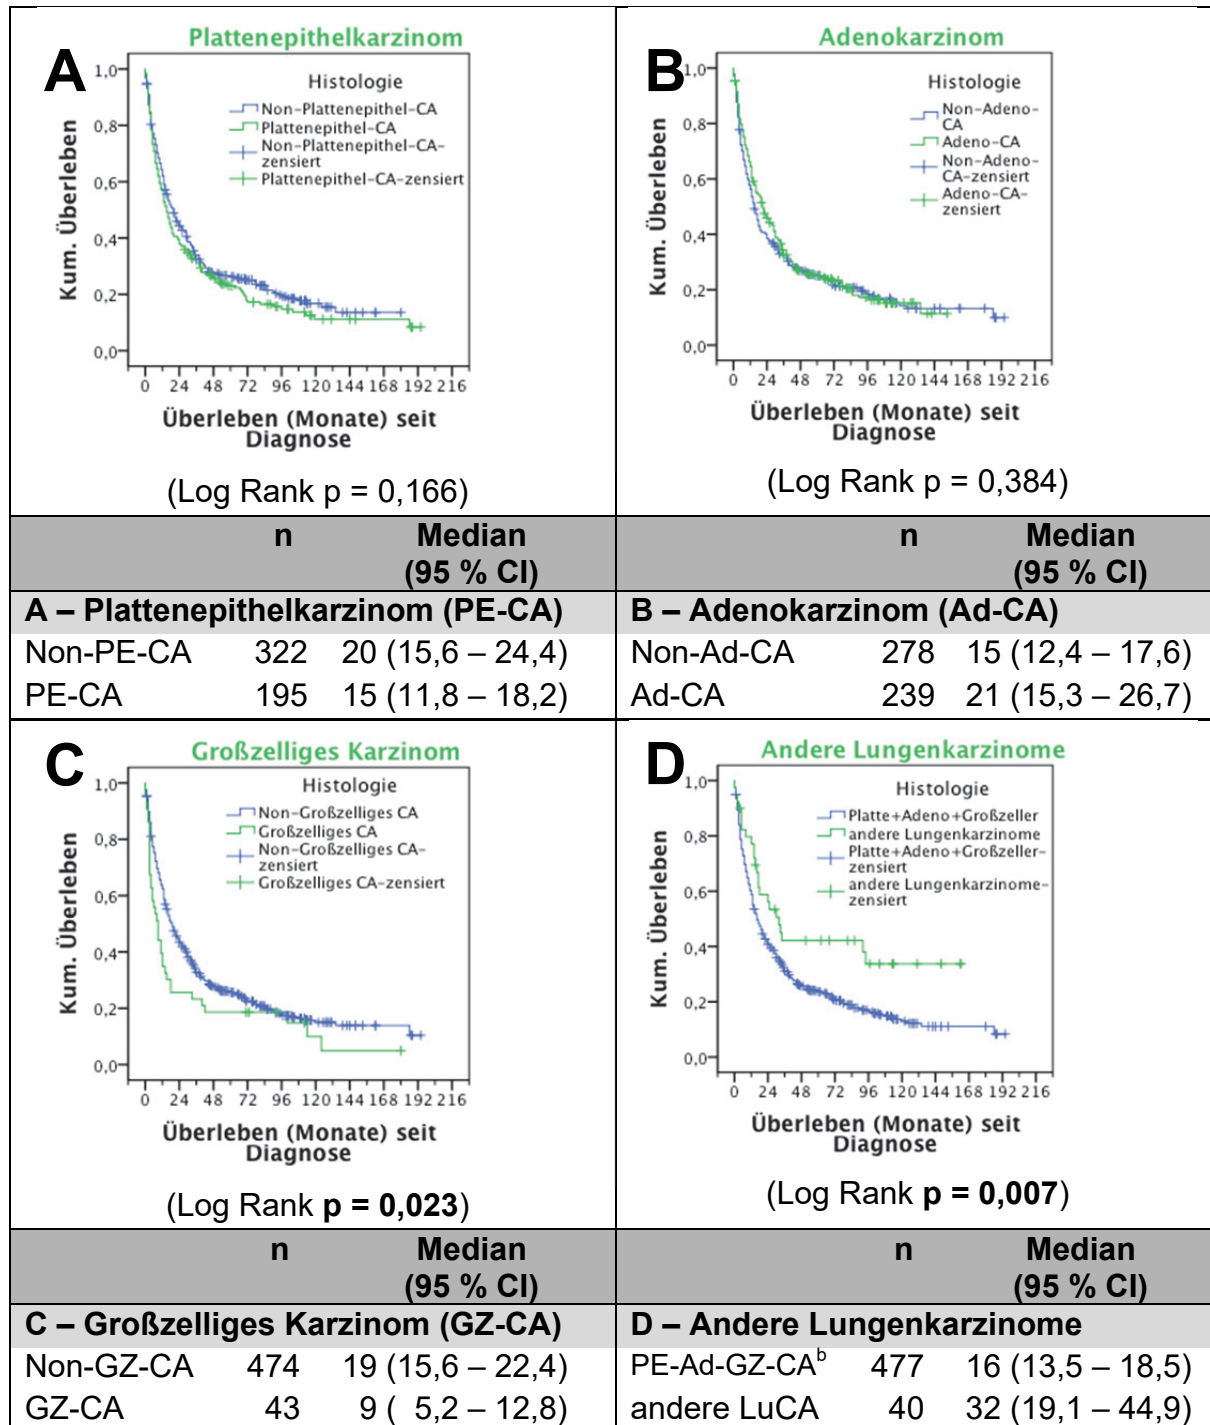 A
Plattenepithelkarzinom
Histologie
Non-Plattenepithel-CA
Plattenepithel-CA
Non-Plattenepithel-CA-
zensiert
Plattenepithel-CA-zensiert
Kum. Überleben
1,0
0,8
0,6
0,4
0,2
0,0
0 24 48 72 96 120 144 168 192 216
Überleben (Monate) seit
Diagnose
(Log Rank p = 0,166)
n Median
(95 % CI)
A – Plattenepithelkarzinom (PE-CA)
Non-PE-CA 322 20 (15,6 – 24,4)
PE-CA 195 15 (11,8 – 18,2)
B
Adenokarzinom
Histologie
Non-Adeno-
CA
Adeno-CA
Non-Adeno-
CA-zensiert
Adeno-CA-
zensiert
Kum. Überleben
1,0
0,8
0,6
0,4
0,2
0,0
0 24 48 72 96 120 144 168 192 216
Überleben (Monate) seit
Diagnose
(Log Rank p = 0,384)
n Median
(95 % CI)
B – Adenokarzinom (Ad-CA)
Non-Ad-CA 278 15 (12,4 – 17,6)
Ad-CA 239 21 (15,3 – 26,7)
C
Großzelliges Karzinom
Histologie
Non-Großzelliges CA
Großzelliges CA
Non-Großzelliges CA-
zensiert
Großzelliges CA-zensiert
Kum. Überleben
1,0
0,8
0,6
0,4
0,2
0,0
0 24 48 72 96 120 144 168 192 216
Überleben (Monate) seit
Diagnose
(Log Rank p = 0,023)
n Median
(95 % CI)
C – Großzelliges Karzinom (GZ-CA)
Non-GZ-CA 474 19 (15,6 – 22,4)
GZ-CA 43 9 ( 5,2 – 12,8)
D
Andere Lungenkarzinome
Histologie
Platte+Adeno+Großzeller
andere Lungenkarzinome
Platte+Adeno+Großzeller-
zensiert
andere Lungenkarzinome-
zensiert
Kum. Überleben
1,0
0,8
0,6
0,4
0,2
0,0
0 24 48 72 96 120 144 168 192 216
Überleben (Monate) seit
Diagnose
(Log Rank p = 0,007)
n Median
(95 % CI)
D – Andere Lungenkarzinome
PE-Ad-GZ-CAᵇ 477 16 (13,5 – 18,5)
andere LuCA 40 32 (19,1 – 44,9)